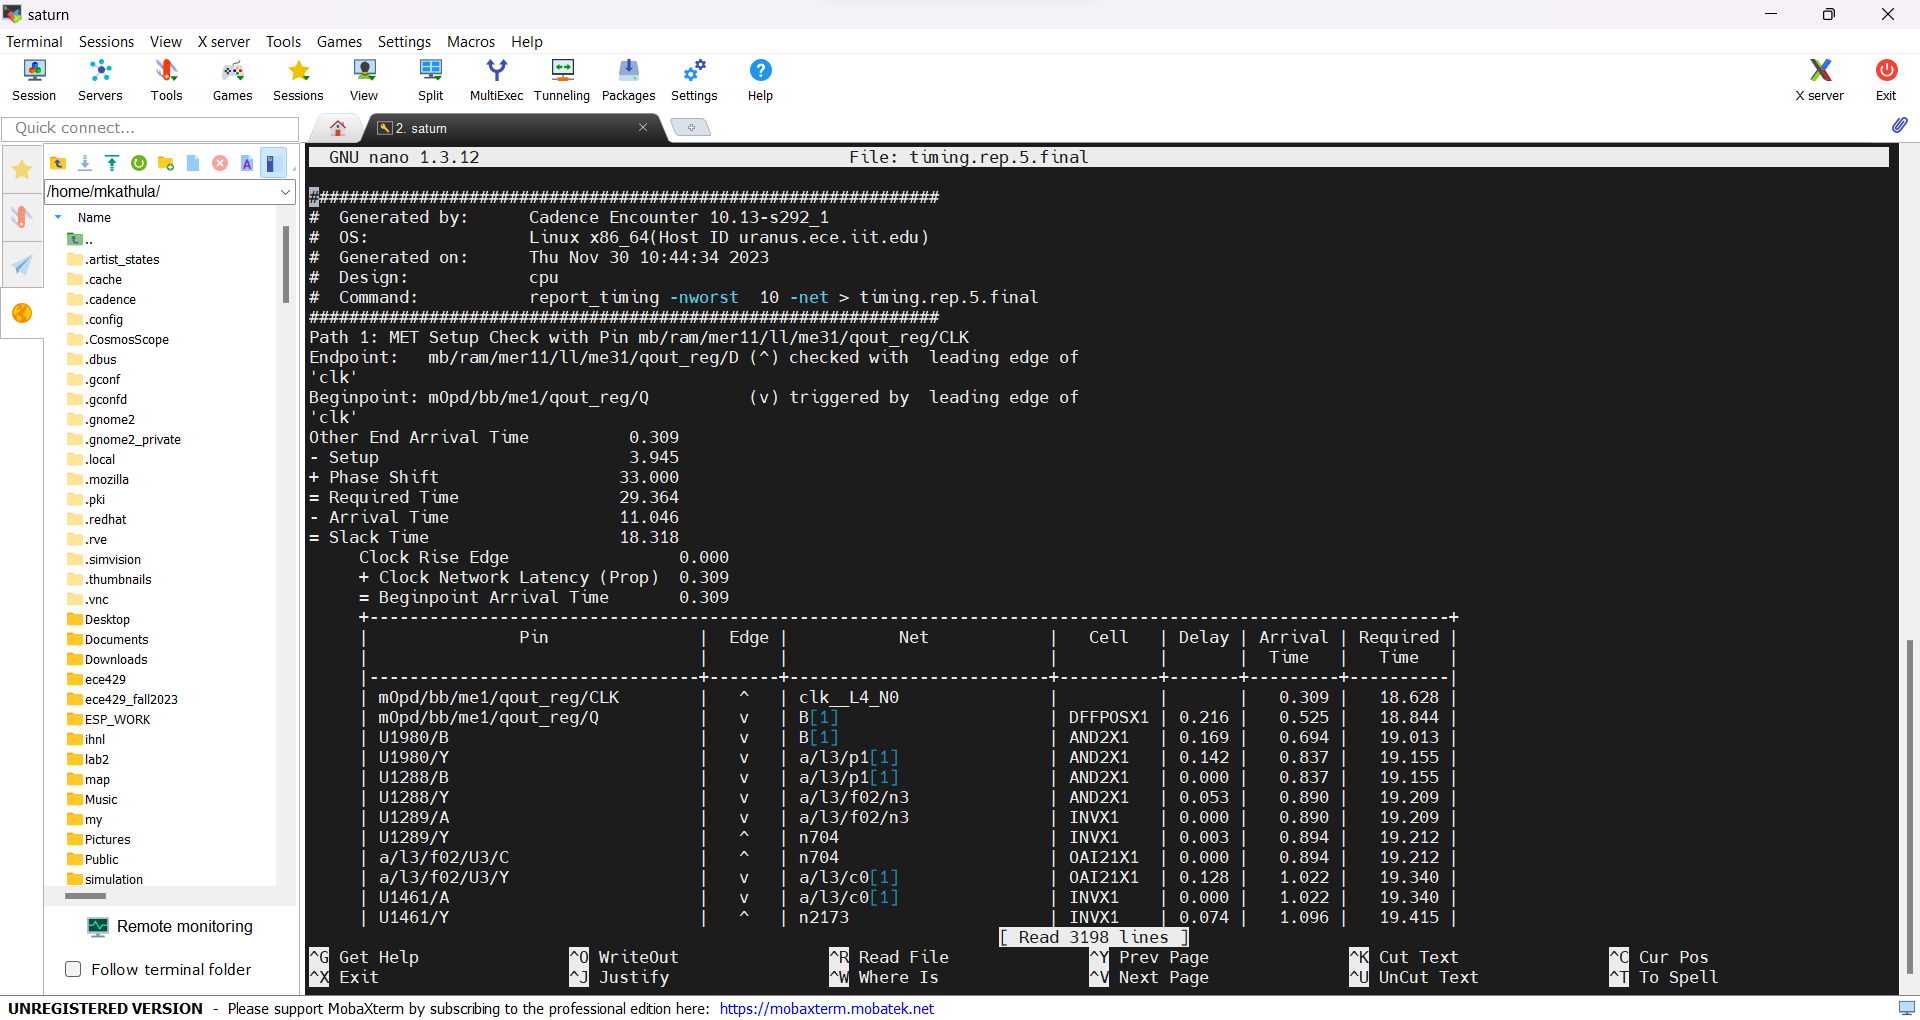 saturn
Terminal Sessions View X server Tools Games Settings Macros Help
Session Servers Tools Games Sessions View Split MultiExec Tunneling Packages Settings Help X server Exit
Quick connect...
2. saturn
/home/mkathula/
Name
..
.artist_states
.cache
.cadence
.config
.CosmosScope
.dbus
.gconf
.gconfd
.gnome2
.gnome2_private
.local
.mozilla
.pki
.redhat
.rve
.simvision
.thumbnails
.vnc
Desktop
Documents
Downloads
ece429
ece429_fall2023
ESP_WORK
ihnl
lab2
map
Music
my
Pictures
Public
simulation
Remote monitoring
Follow terminal folder
GNU nano 1.3.12 File: timing.rep.5.final
###############################################################
# Generated by: Cadence Encounter 10.13-s292_1
# OS: Linux x86_64(Host ID uranus.ece.iit.edu)
# Generated on: Thu Nov 30 10:44:34 2023
# Design: cpu
# Command: report_timing -nworst 10 -net > timing.rep.5.final
###############################################################
Path 1: MET Setup Check with Pin mb/ram/mer11/ll/me31/qout_reg/CLK
Endpoint: mb/ram/mer11/ll/me31/qout_reg/D (^) checked with leading edge of
'clk'
Beginpoint: mOpd/bb/me1/qout_reg/Q (v) triggered by leading edge of
'clk'
Other End Arrival Time 0.309
- Setup 3.945
+ Phase Shift 33.000
= Required Time 29.364
- Arrival Time 11.046
= Slack Time 18.318
Clock Rise Edge 0.000
+ Clock Network Latency (Prop) 0.309
= Beginpoint Arrival Time 0.309
+------------------------------------------------------------------------------------------------------------+
| Pin | Edge | Net | Cell | Delay | Arrival | Required |
| | | | | | Time | Time |
|---------------------------------+-------+--------------------------+----------+-------+---------+----------|
| mOpd/bb/me1/qout_reg/CLK | ^ | clk__L4_N0 | | | 0.309 | 18.628 |
| mOpd/bb/me1/qout_reg/Q | v | B[1] | DFFPOSX1 | 0.216 | 0.525 | 18.844 |
| U1980/B | v | B[1] | AND2X1 | 0.169 | 0.694 | 19.013 |
| U1980/Y | v | a/l3/p1[1] | AND2X1 | 0.142 | 0.837 | 19.155 |
| U1288/B | v | a/l3/p1[1] | AND2X1 | 0.000 | 0.837 | 19.155 |
| U1288/Y | v | a/l3/f02/n3 | AND2X1 | 0.053 | 0.890 | 19.209 |
| U1289/A | v | a/l3/f02/n3 | INVX1 | 0.000 | 0.890 | 19.209 |
| U1289/Y | ^ | n704 | INVX1 | 0.003 | 0.894 | 19.212 |
| a/l3/f02/U3/C | ^ | n704 | OAI21X1 | 0.000 | 0.894 | 19.212 |
| a/l3/f02/U3/Y | v | a/l3/c0[1] | OAI21X1 | 0.128 | 1.022 | 19.340 |
| U1461/A | v | a/l3/c0[1] | INVX1 | 0.000 | 1.022 | 19.340 |
| U1461/Y | ^ | n2173 | INVX1 | 0.074 | 1.096 | 19.415 |
[ Read 3198 lines ]
^G Get Help ^O WriteOut ^R Read File ^Y Prev Page ^K Cut Text ^C Cur Pos
^X Exit ^J Justify ^W Where Is ^V Next Page ^U UnCut Text ^T To Spell
UNREGISTERED VERSION - Please support MobaXterm by subscribing to the professional edition here: https://mobaxterm.mobatek.net